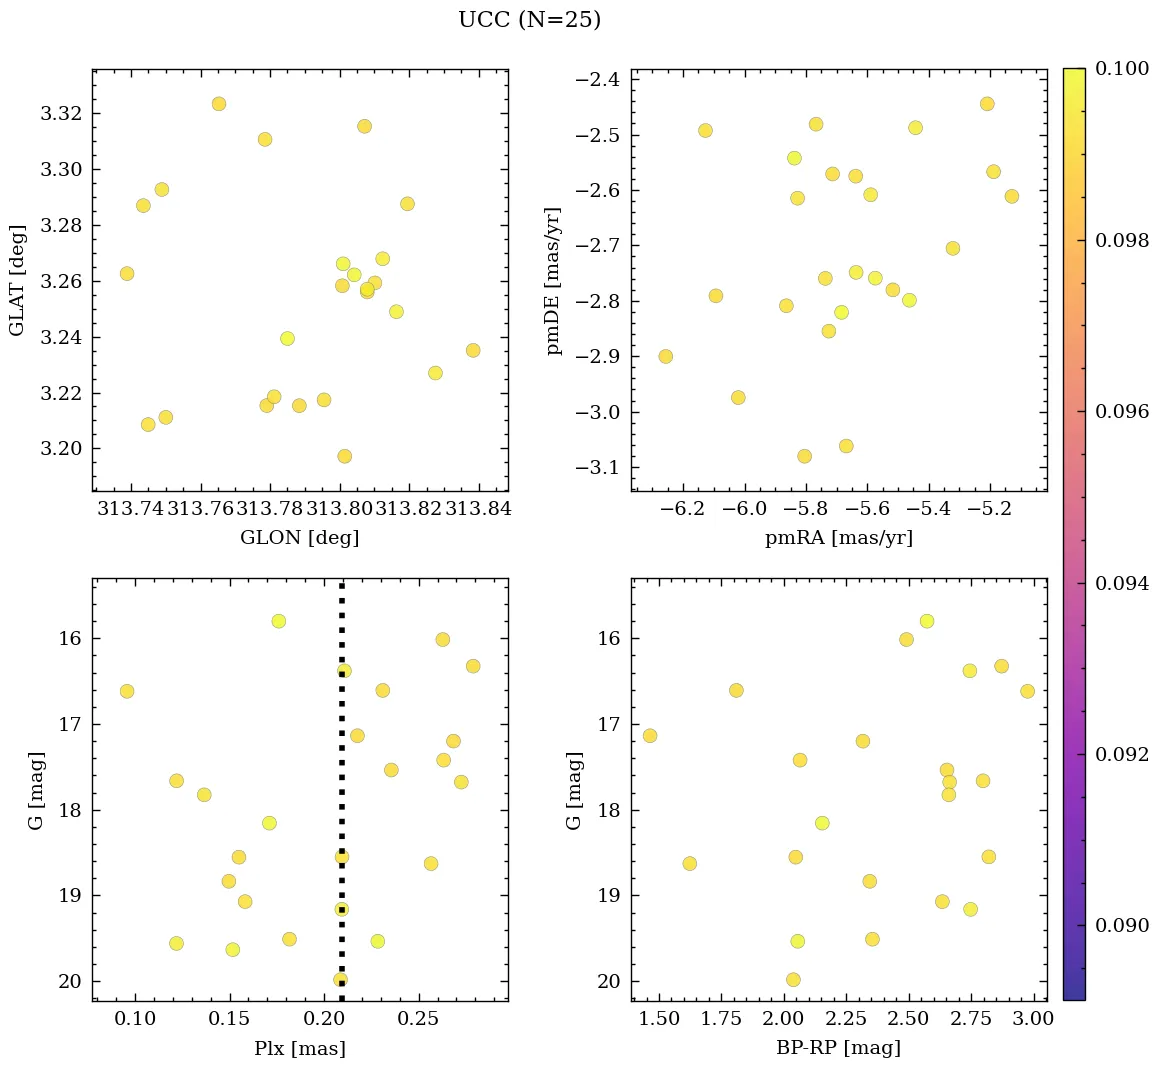 UCC (N=25)
3.32
3.30
3.28
3.26
3.24
3.22
3.20
GLAT [deg]
313.74 313.76 313.78 313.80 313.82 313.84
GLON [deg]
−2.4
−2.5
−2.6
−2.7
−2.8
−2.9
−3.0
−3.1
pmDE [mas/yr]
−6.2 −6.0 −5.8 −5.6 −5.4 −5.2
pmRA [mas/yr]
16
17
18
19
20
G [mag]
0.10 0.15 0.20 0.25
Plx [mas]
16
17
18
19
20
G [mag]
1.50 1.75 2.00 2.25 2.50 2.75 3.00
BP-RP [mag]
0.100
0.098
0.096
0.094
0.092
0.090